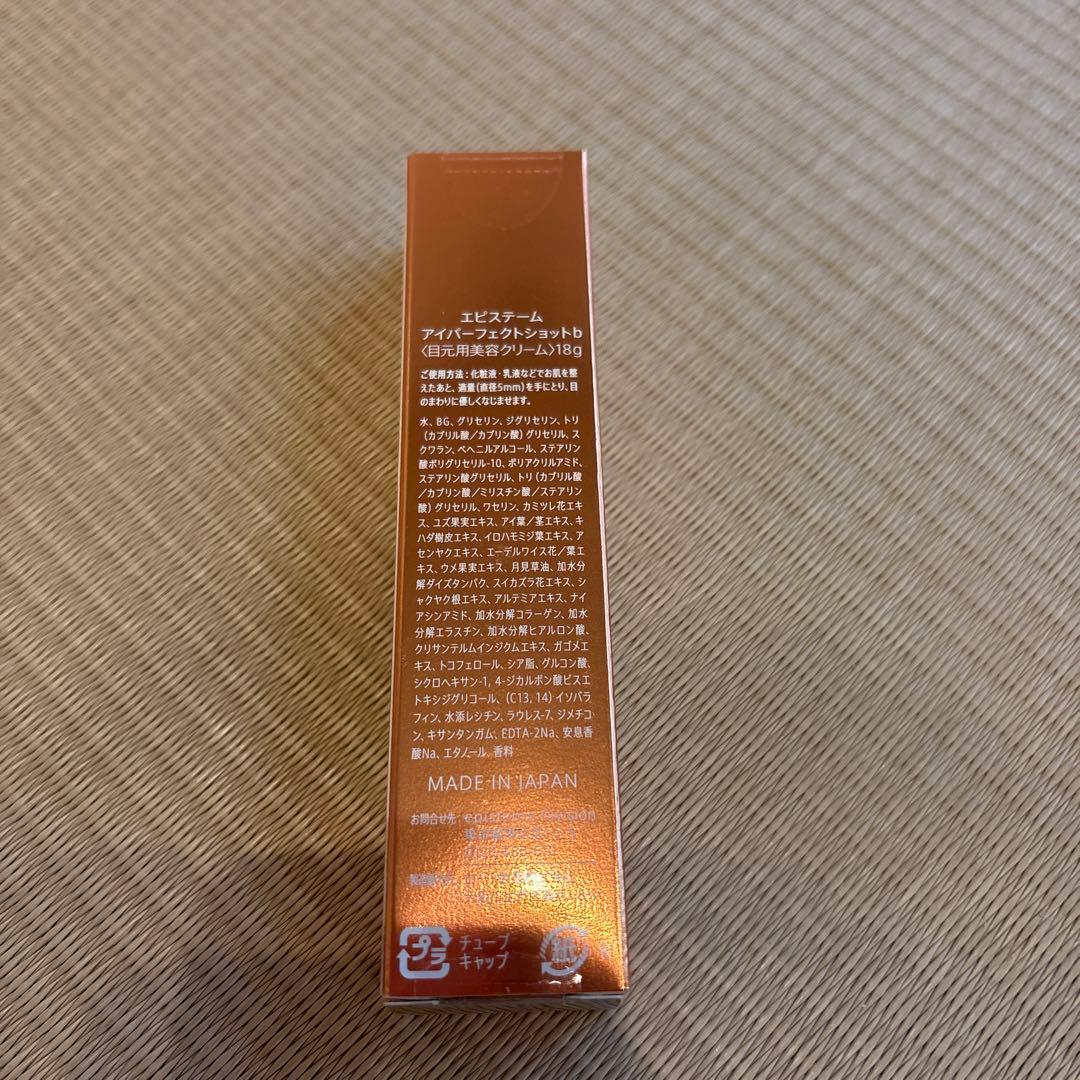 エピステーム
アイパーフェクトショットb
〈目元用美容クリーム〉18g
ご使用方法：化粧液・乳液などでお肌を整
えたあと、適量(直径5mm)を手にとり、目
のまわりに優しくなじませます。
水、BG、グリセリン、ジグリセリン、トリ
(カプリル酸／カプリン酸)グリセリル、ス
クワラン、ベヘニルアルコール、ステアリン
酸ポリグリセリル-10、ポリアクリルアミド、
ステアリン酸グリセリル、トリ(カプリル酸
／カプリン酸／ミリスチン酸／ステアリン
酸)グリセリル、ワセリン、カミツレ花エキ
ス、ユズ果実エキス、アイ葉／茎エキス、キ
ハダ樹皮エキス、イロハモミジ葉エキス、ア
センヤクエキス、エーデルワイス花／葉エ
キス、ウメ果実エキス、月見草油、加水分
解ダイズタンパク、スイカズラ花エキス、シ
ャクヤク根エキス、アルテミアエキス、ナイ
アシンアミド、加水分解コラーゲン、加水
分解エラスチン、加水分解ヒアルロン酸、
クリサンテルムインジクムエキス、ガゴメエ
キス、トコフェロール、シア脂、グルコン酸、
シクロヘキサン-1, 4-ジカルボン酸ビスエ
トキシジグリコール、(C13, 14)イソパラ
フィン、水添レシチン、ラウレス-7、ジメチコ
ン、キサンタンガム、EDTA-2Na、安息香
酸Na、エタノール、香料
MADE IN JAPAN
お問合せ先：
プラ
チューブ
キャップ
紙